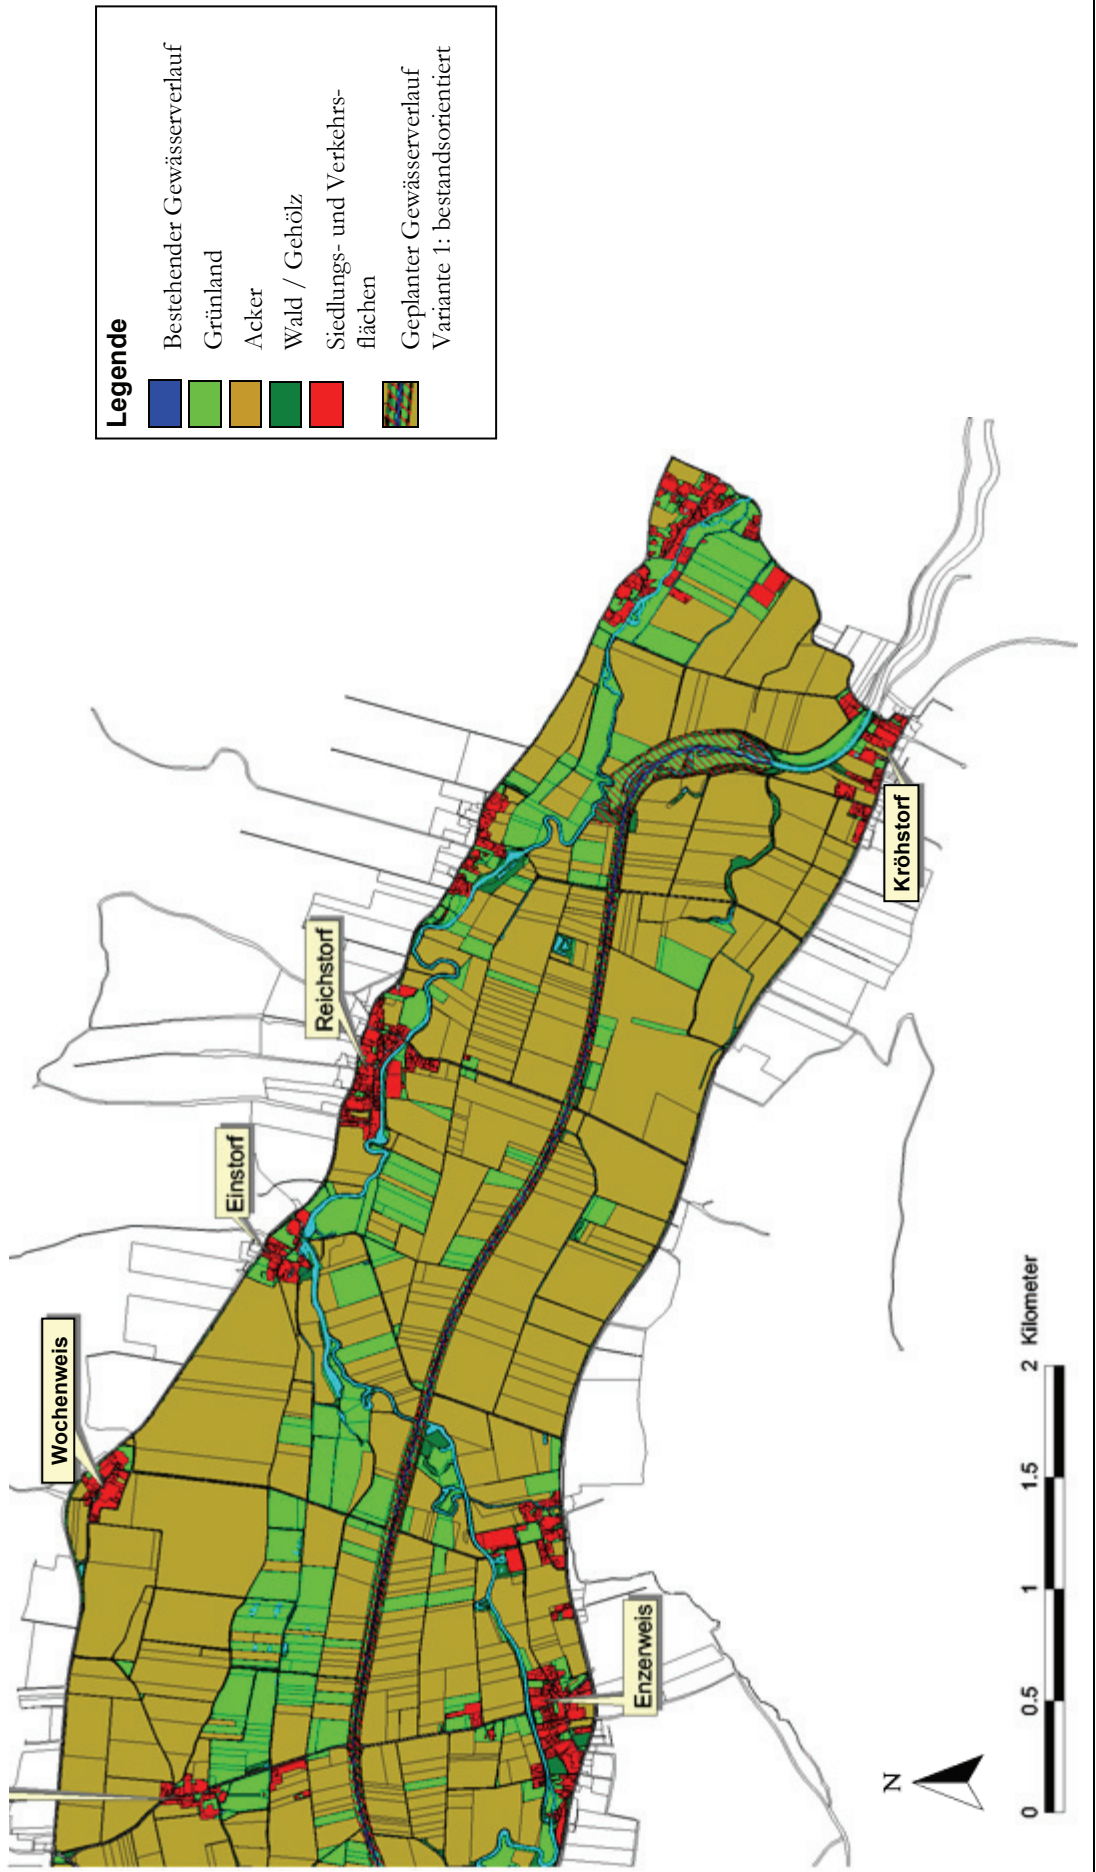 Legende
Bestehender Gewässerverlauf
Grünland
Acker
Wald / Gehölz
Siedlungs- und Verkehrs-
flächen
Geplanter Gewässerverlauf
Variante 1: bestandsorientiert
Wochenweis
Einstorf
Reichstorf
Enzerweis
Kröhstorf
N
0 0.5 1 1.5 2 Kilometer